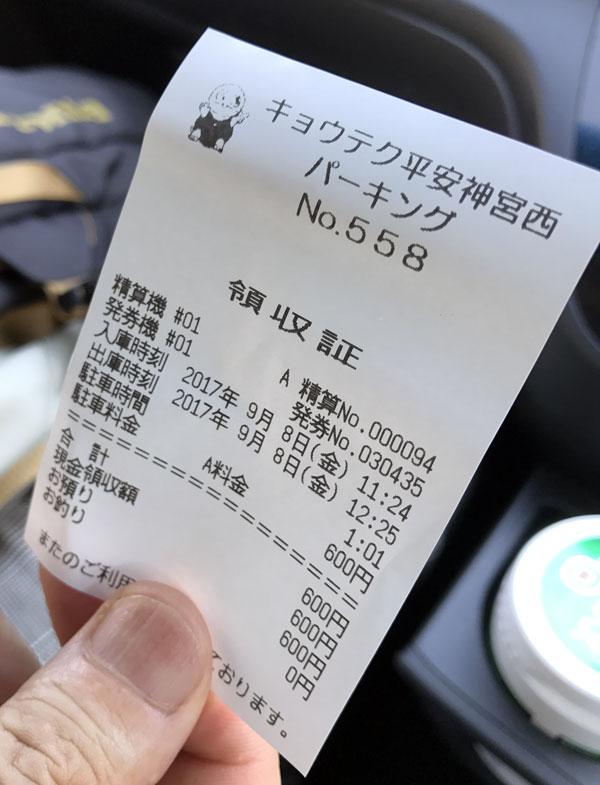 キョウテク平安神宮西
パーキング
No.558
領収証
精算機 #01 A 精算No.000094
発券機 #01 発券No.030435
入庫時刻 2017年 9月 8日(金) 11:24
出庫時刻 2017年 9月 8日(金) 12:25
駐車時間 1:01
駐車料金 A料金 600円
====================
合 計 600円
現金領収額 600円
お預り 600円
お釣り 0円
またのご利用 ております。